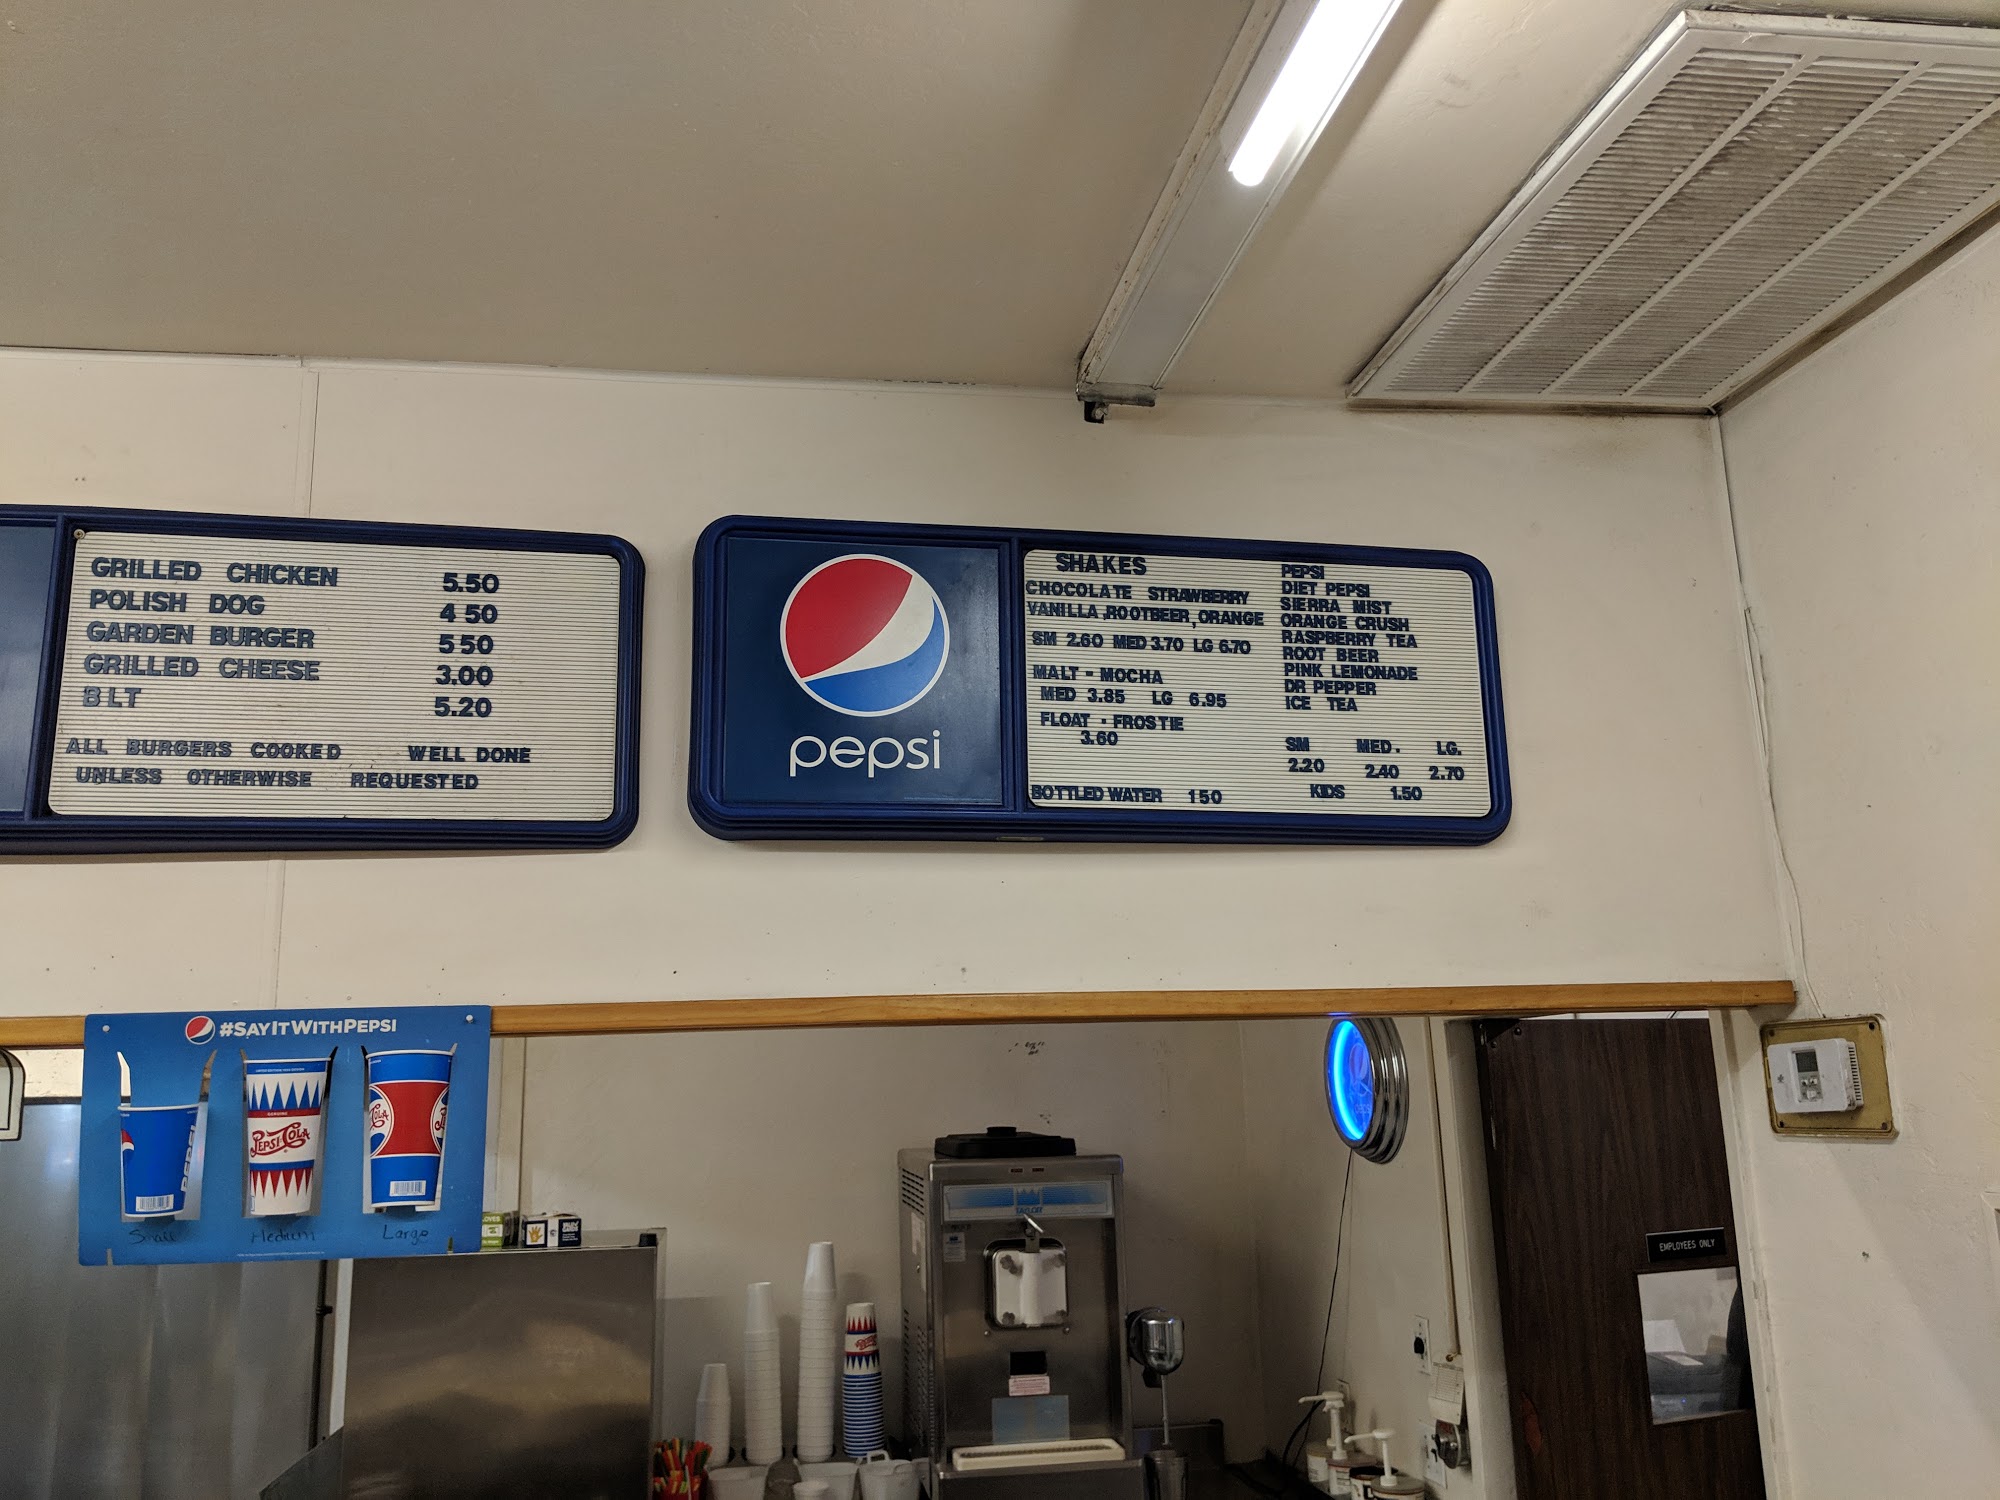 GRILLED CHICKEN 5.50
POLISH DOG 4 50
GARDEN BURGER 5 50
GRILLED CHEESE 3.00
B L T 5.20
ALL BURGERS COOKED WELL DONE
UNLESS OTHERWISE REQUESTED
pepsi
SHAKES
CHOCOLATE STRAWBERRY
VANILLA,ROOTBEER,ORANGE
SM 2.60 MED 3.70 LG 6.70
MALT - MOCHA
MED 3.85 LG 6.95
FLOAT - FROSTIE
3.60
BOTTLED WATER 1 50
PEPSI
DIET PEPSI
SIERRA MIST
ORANGE CRUSH
RASPBERRY TEA
ROOT BEER
PINK LEMONADE
DR PEPPER
ICE TEA
SM MED. LG.
2.20 2.40 2.70
KIDS 1.50
#SAYITWITHPEPSI
PEPSI
PEPSI-COLA
Small Medium Large
TAYLOR
EMPLOYEES ONLY